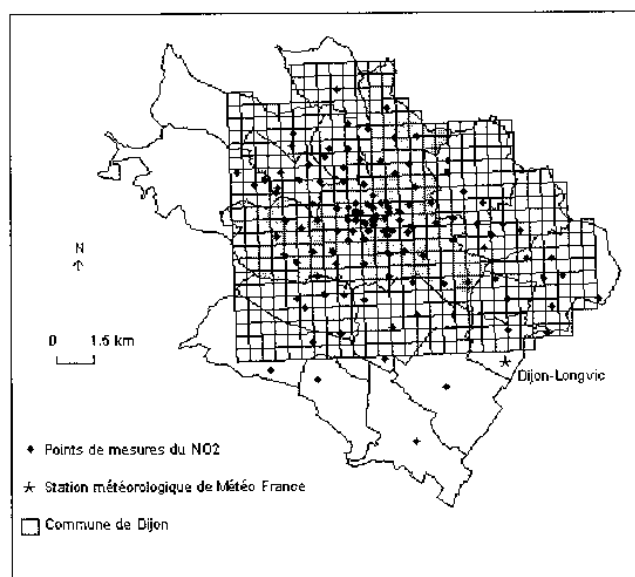 N
0 1.5 km
Dijon-Longvic
Points de mesures du NO2
Station météorologique de Météo France
Commune de Dijon